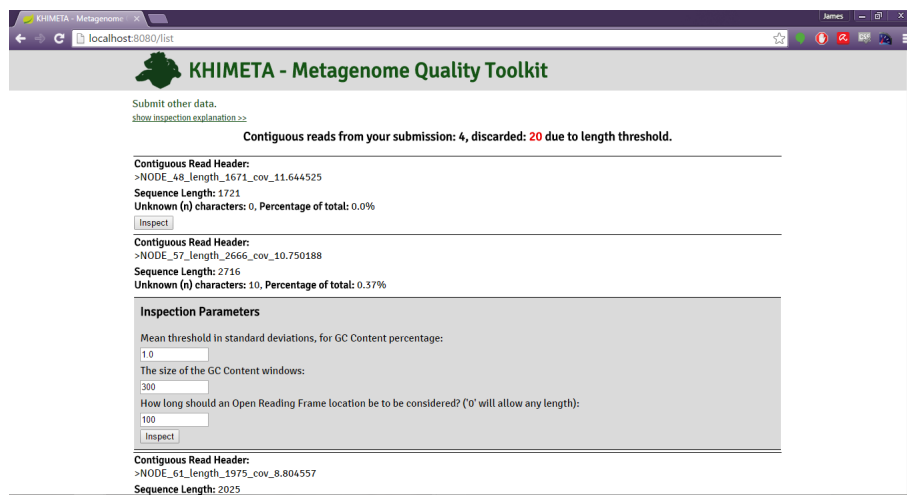 KHIMETA - Metagenome
James
localhost:8080/list
KHIMETA - Metagenome Quality Toolkit
Submit other data.
show inspection explanation >>
Contiguous reads from your submission: 4, discarded: 20 due to length threshold.
Contiguous Read Header:
>NODE_48_length_1671_cov_11.644525
Sequence Length: 1721
Unknown (n) characters: 0, Percentage of total: 0.0%
Inspect
Contiguous Read Header:
>NODE_57_length_2666_cov_10.750188
Sequence Length: 2716
Unknown (n) characters: 10, Percentage of total: 0.37%
Inspection Parameters
Mean threshold in standard deviations, for GC Content percentage:
1.0
The size of the GC Content windows:
300
How long should an Open Reading Frame location be to be considered? ('0' will allow any length):
100
Inspect
Contiguous Read Header:
>NODE_61_length_1975_cov_8.804557
Sequence Length: 2025